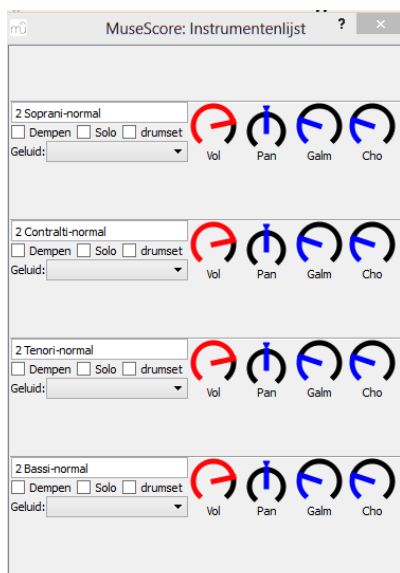 MuseScore: Instrumentenlijst ? ×
2 Soprani-normal
Dempen Solo drumset
Geluid:
Vol Pan Galm Cho
2 Contralti-normal
Dempen Solo drumset
Geluid:
Vol Pan Galm Cho
2 Tenori-normal
Dempen Solo drumset
Geluid:
Vol Pan Galm Cho
2 Bassi-normal
Dempen Solo drumset
Geluid:
Vol Pan Galm Cho